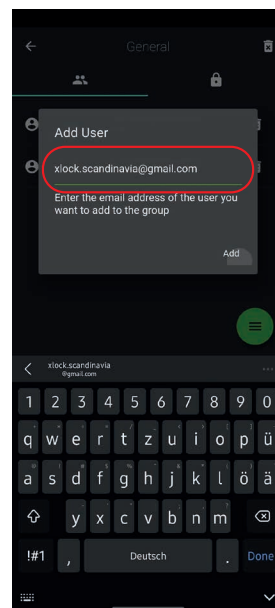 General
Add User
xlock.scandinavia@gmail.com
Enter the email address of the user you
want to add to the group
Add
xlock.scandinavia
@gmail.com
1 2 3 4 5 6 7 8 9 0
q w e r t z u i o p ü
a s d f g h j k l ö ä
y x c v b n m
!#1 , Deutsch . Done